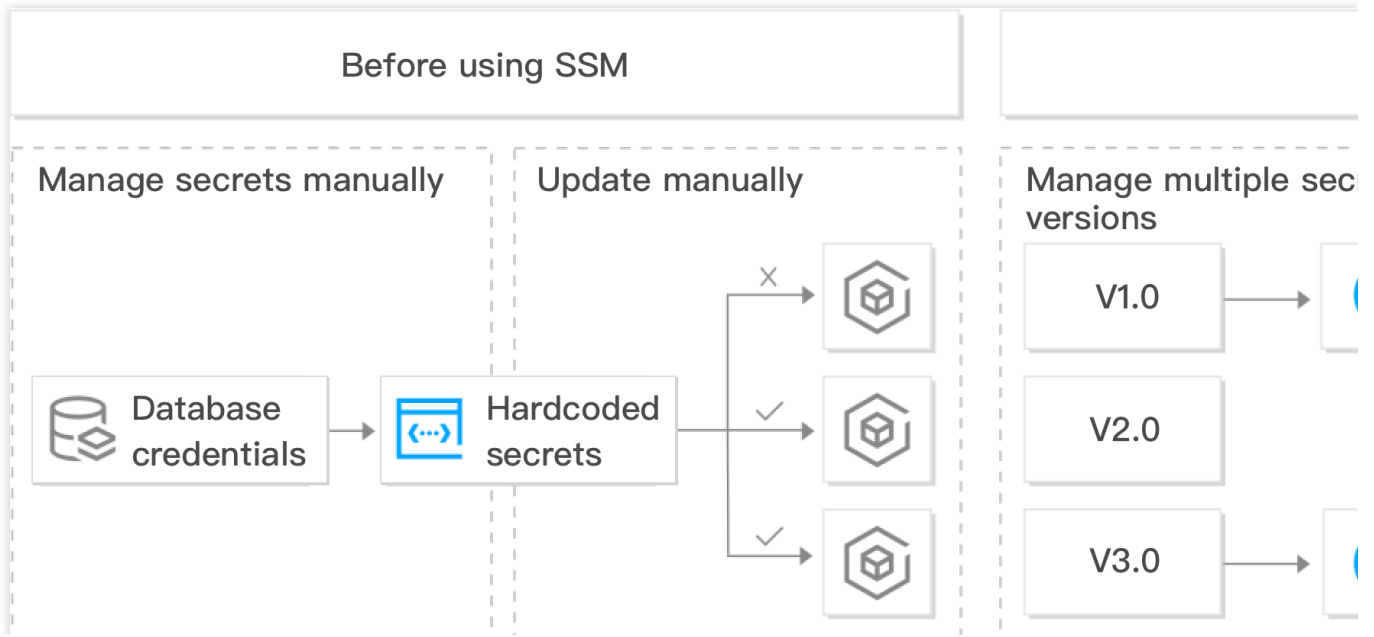 Before using SSM
Manage secrets manually
Update manually
Database
credentials
Hardcoded
secrets
Manage multiple
versions
V1.0
V2.0
V3.0